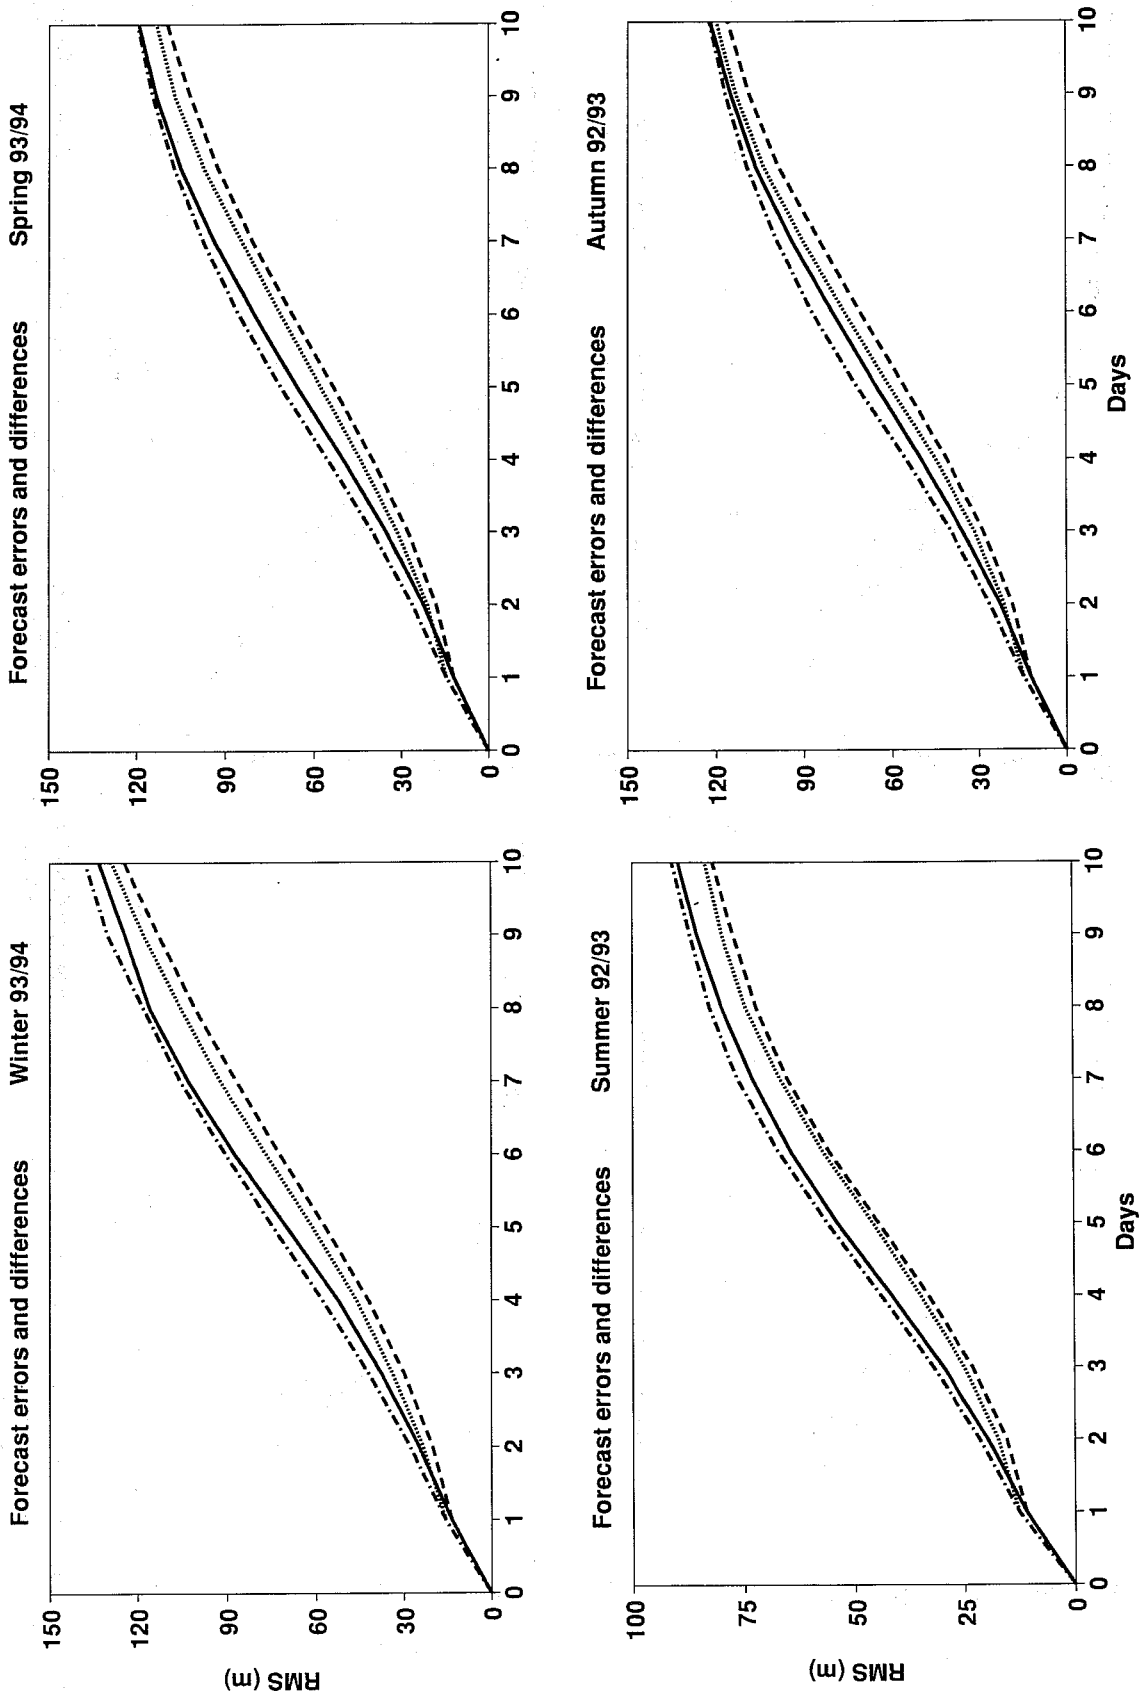 Forecast errors and differences Winter 93/94
RMS (m)
150
120
90
60
30
0
0 1 2 3 4 5 6 7 8 9 10
Forecast errors and differences Spring 93/94
150
120
90
60
30
0
0 1 2 3 4 5 6 7 8 9 10
Forecast errors and differences Summer 92/93
RMS (m)
100
75
50
25
0
0 1 2 3 4 5 6 7 8 9 10
Days
Forecast errors and differences Autumn 92/93
150
120
90
60
30
0
0 1 2 3 4 5 6 7 8 9 10
Days